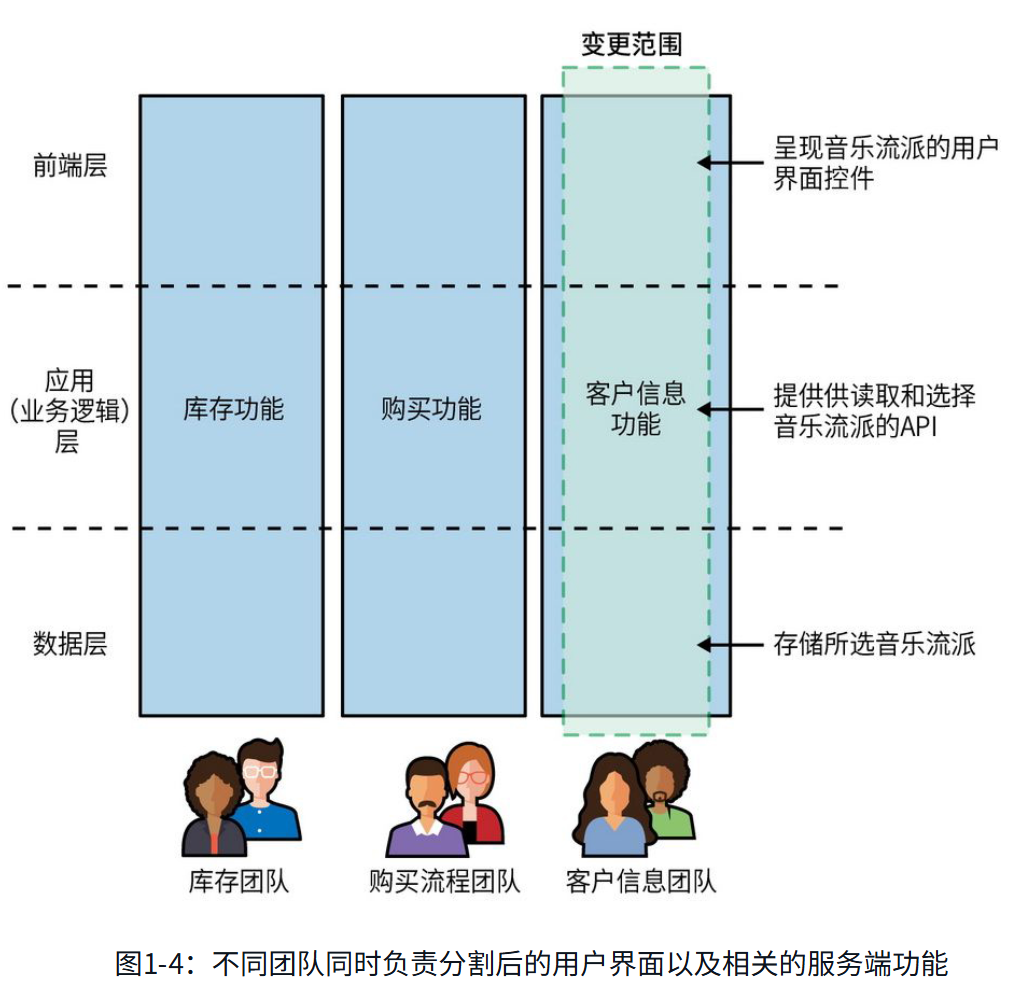 变更范围
前端层
呈现音乐流派的用户
界面控件
应用
（业务逻辑）
层
库存功能
购买功能
客户信息
功能
提供供读取和选择
音乐流派的API
数据层
存储所选音乐流派
库存团队
购买流程团队
客户信息团队
图1-4：不同团队同时负责分割后的用户界面以及相关的服务端功能